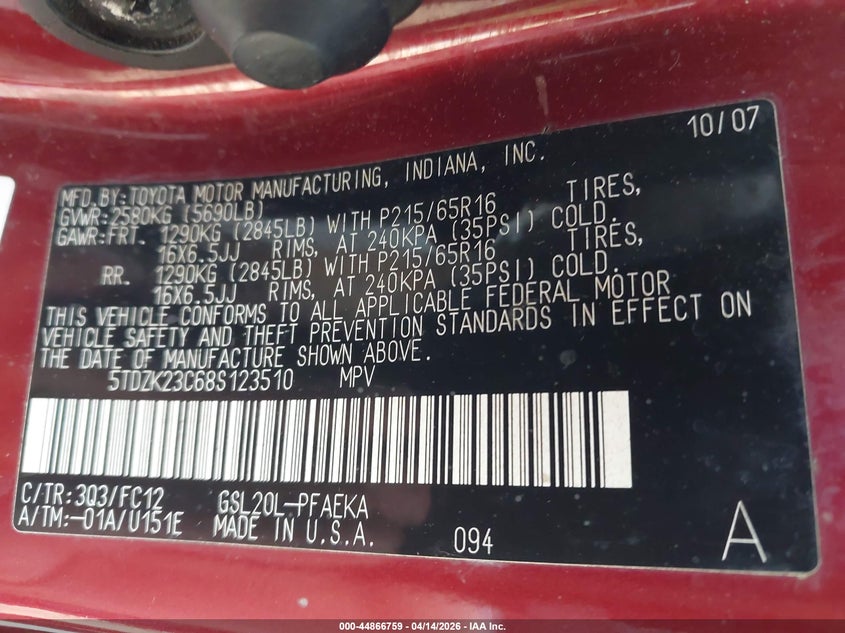 10/07
MFD.BY:TOYOTA MOTOR MANUFACTURING, INDIANA, INC.
GVWR:2580KG (5690LB)
GAWR:FRT. 1290KG (2845LB) WITH P215/65R16 TIRES,
16X6.5JJ RIMS, AT 240KPA (35PSI) COLD.
RR. 1290KG (2845LB) WITH P215/65R16 TIRES,
16X6.5JJ RIMS, AT 240KPA (35PSI) COLD.
THIS VEHICLE CONFORMS TO ALL APPLICABLE FEDERAL MOTOR
VEHICLE SAFETY AND THEFT PREVENTION STANDARDS IN EFFECT ON
THE DATE OF MANUFACTURE SHOWN ABOVE.
5TDZK23C68S123510 MPV
C/TR:3Q3/FC12 GSL20L-PFAEKA
A/TM:-01A/U151E MADE IN U.S.A. 094 A
000-44866759 | 04/14/2026 | IAA Inc.